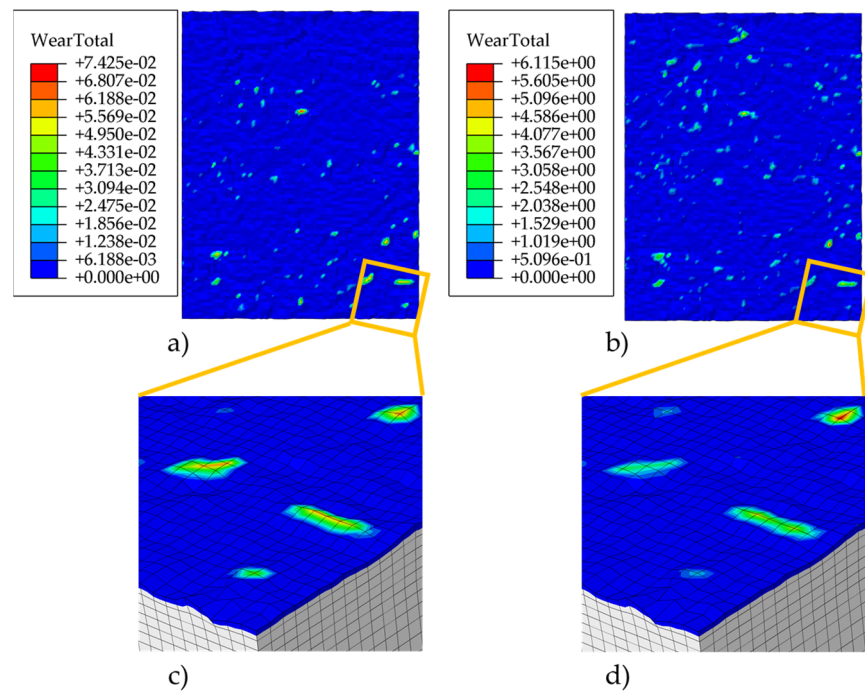 WearTotal
+7.425e-02
+6.807e-02
+6.188e-02
+5.569e-02
+4.950e-02
+4.331e-02
+3.713e-02
+3.094e-02
+2.475e-02
+1.856e-02
+1.238e-02
+6.188e-03
+0.000e+00
WearTotal
+6.115e+00
+5.605e+00
+5.096e+00
+4.586e+00
+4.077e+00
+3.567e+00
+3.058e+00
+2.548e+00
+2.038e+00
+1.529e+00
+1.019e+00
+5.096e-01
+0.000e+00
a)
b)
c)
d)